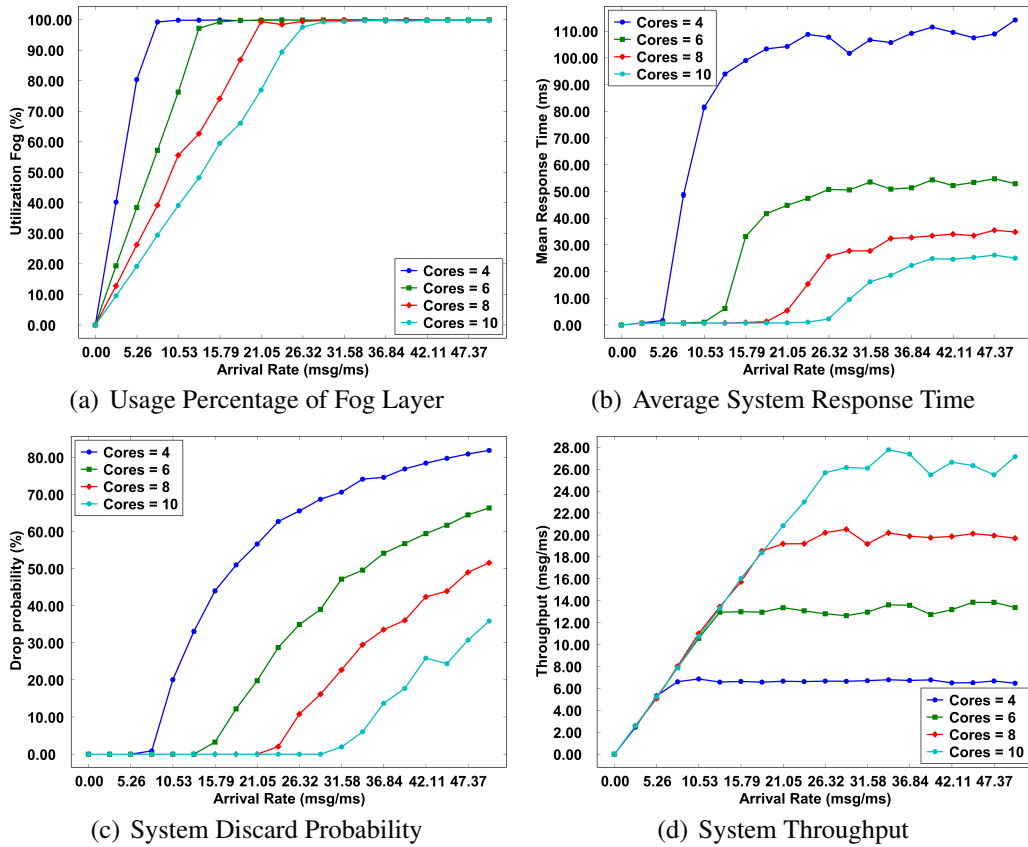 100.00
90.00
80.00
70.00
60.00
50.00
40.00
30.00
20.00
10.00
0.00
Utilization Fog (%)
Cores = 4
Cores = 6
Cores = 8
Cores = 10
0.00 5.26 10.53 15.79 21.05 26.32 31.58 36.84 42.11 47.37
Arrival Rate (msg/ms)
(a) Usage Percentage of Fog Layer
110.00
100.00
90.00
80.00
70.00
60.00
50.00
40.00
30.00
20.00
10.00
0.00
Mean Response Time (ms)
Cores = 4
Cores = 6
Cores = 8
Cores = 10
0.00 5.26 10.53 15.79 21.05 26.32 31.58 36.84 42.11 47.37
Arrival Rate (msg/ms)
(b) Average System Response Time
80.00
70.00
60.00
50.00
40.00
30.00
20.00
10.00
0.00
Drop probability (%)
Cores = 4
Cores = 6
Cores = 8
Cores = 10
0.00 5.26 10.53 15.79 21.05 26.32 31.58 36.84 42.11 47.37
Arrival Rate (msg/ms)
(c) System Discard Probability
28.00
26.00
24.00
22.00
20.00
18.00
16.00
14.00
12.00
10.00
8.00
6.00
4.00
2.00
0.00
Throughput (msg/ms)
Cores = 4
Cores = 6
Cores = 8
Cores = 10
0.00 5.26 10.53 15.79 21.05 26.32 31.58 36.84 42.11 47.37
Arrival Rate (msg/ms)
(d) System Throughput